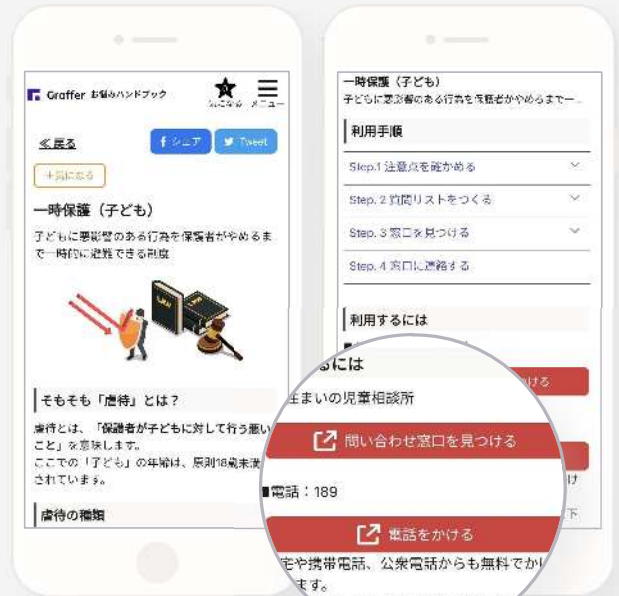 Graffer お悩みハンドブック
気になる メニュー
≪戻る
シェア
Tweet
＋気になる
一時保護（子ども）
子どもに悪影響のある行為を保護者がやめるま
で一時的に避難できる制度
LAW
そもそも「虐待」とは？
虐待とは、「保護者が子どもに対して行う悪い
こと」を意味します。
ここでの「子ども」の年齢は、原則18歳未満
されています。
虐待の種類
一時保護（子ども）
子どもに悪影響のある行為を保護者がやめるまで一…
利用手順
Step.1 注意点を確かめる
Step. 2 質問リストをつくる
Step. 3 窓口を見つける
Step. 4 窓口に連絡する
利用するには
るには
つける
住まいの児童相談所
問い合わせ窓口を見つける
■電話：189
電話をかける
宅や携帯電話、公衆電話からも無料でか
ます。
け
下